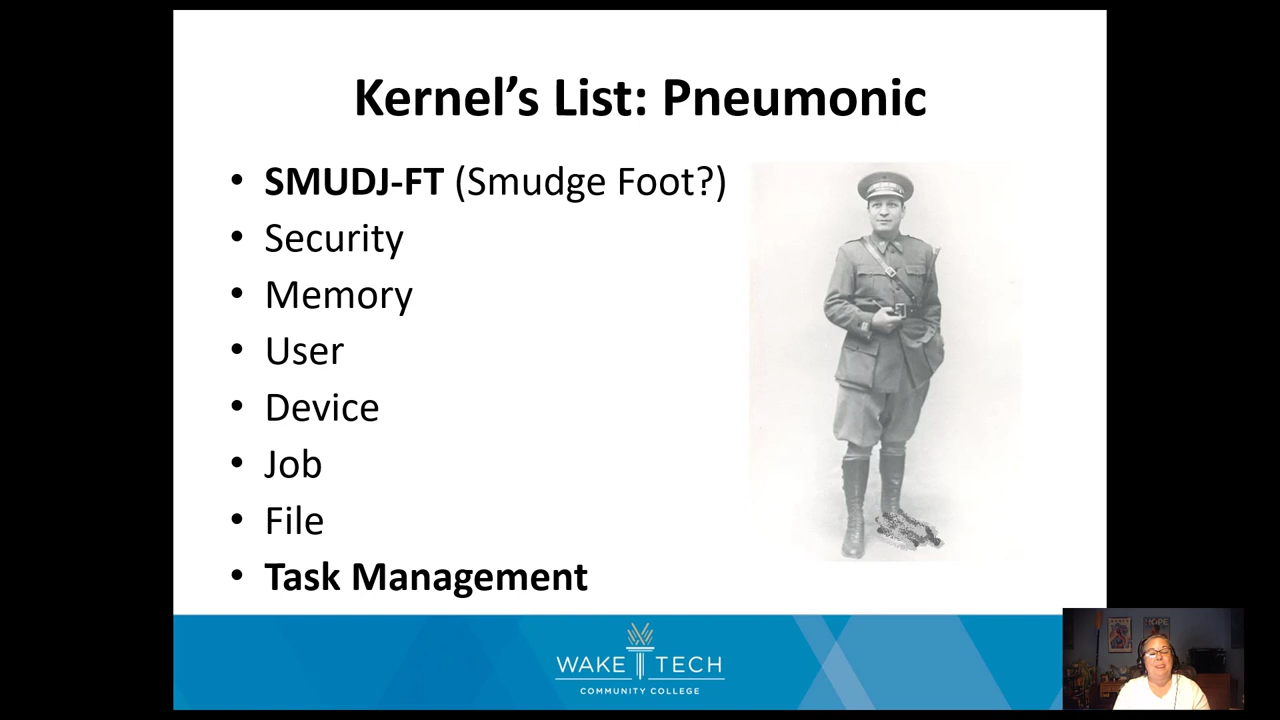 Kernel's List: Pneumonic
• SMUDJ-FT (Smudge Foot?)
• Security
• Memory
• User
• Device
• Job
• File
• Task Management
WAKE TECH
COMMUNITY COLLEGE
HOPE